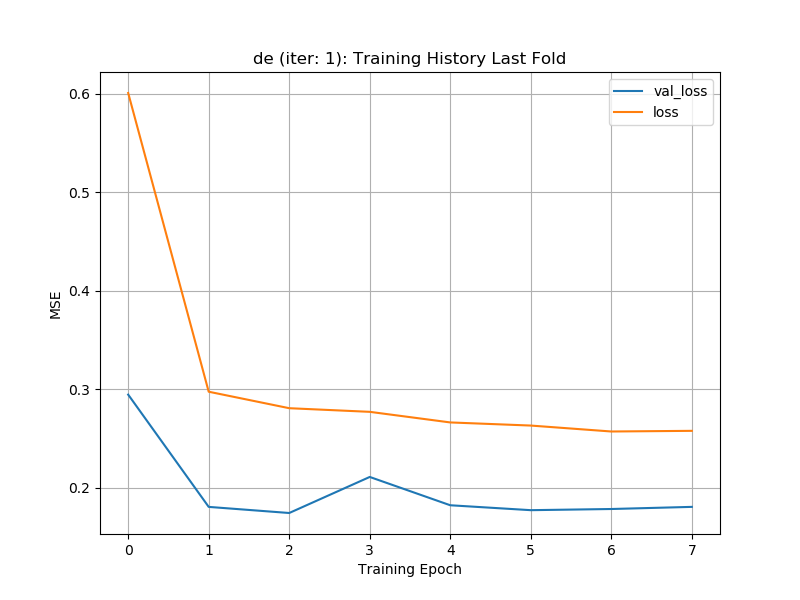 de (iter: 1): Training History Last Fold
val_loss
loss
0.6
0.5
0.4
0.3
0.2
MSE
0 1 2 3 4 5 6 7
Training Epoch